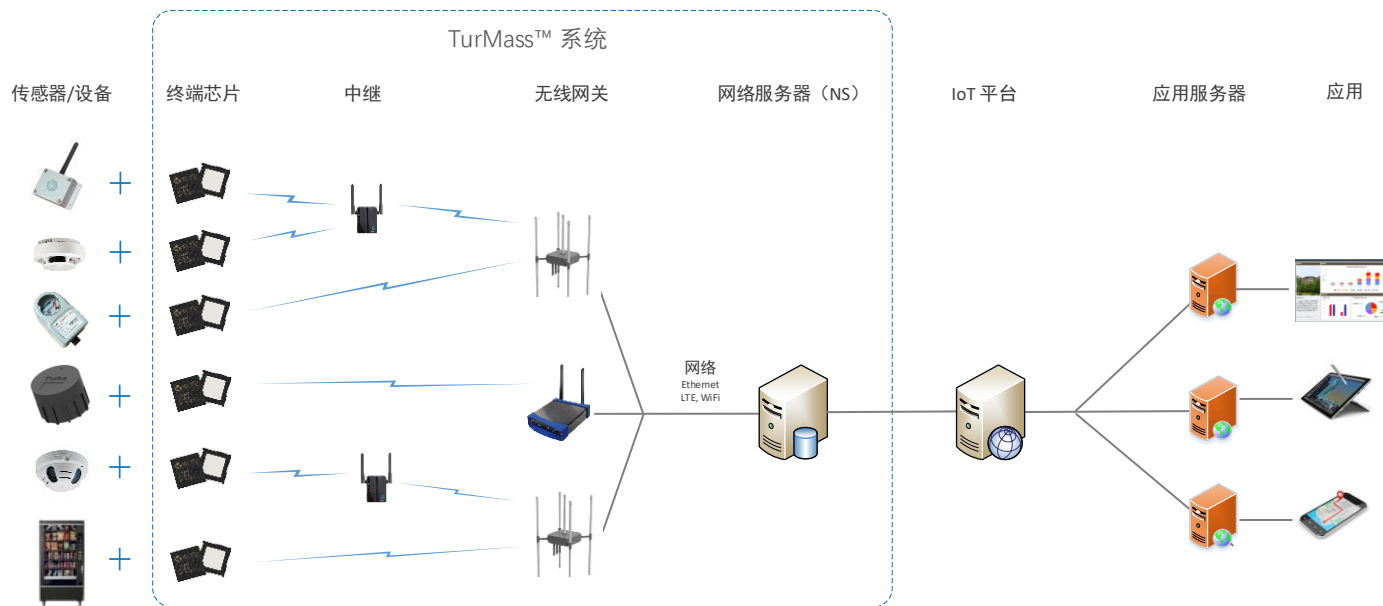 TurMass™ 系统
传感器/设备
终端芯片
中继
无线网关
网络服务器（NS）
IoT 平台
应用服务器
应用
网络
Ethernet
LTE, WiFi